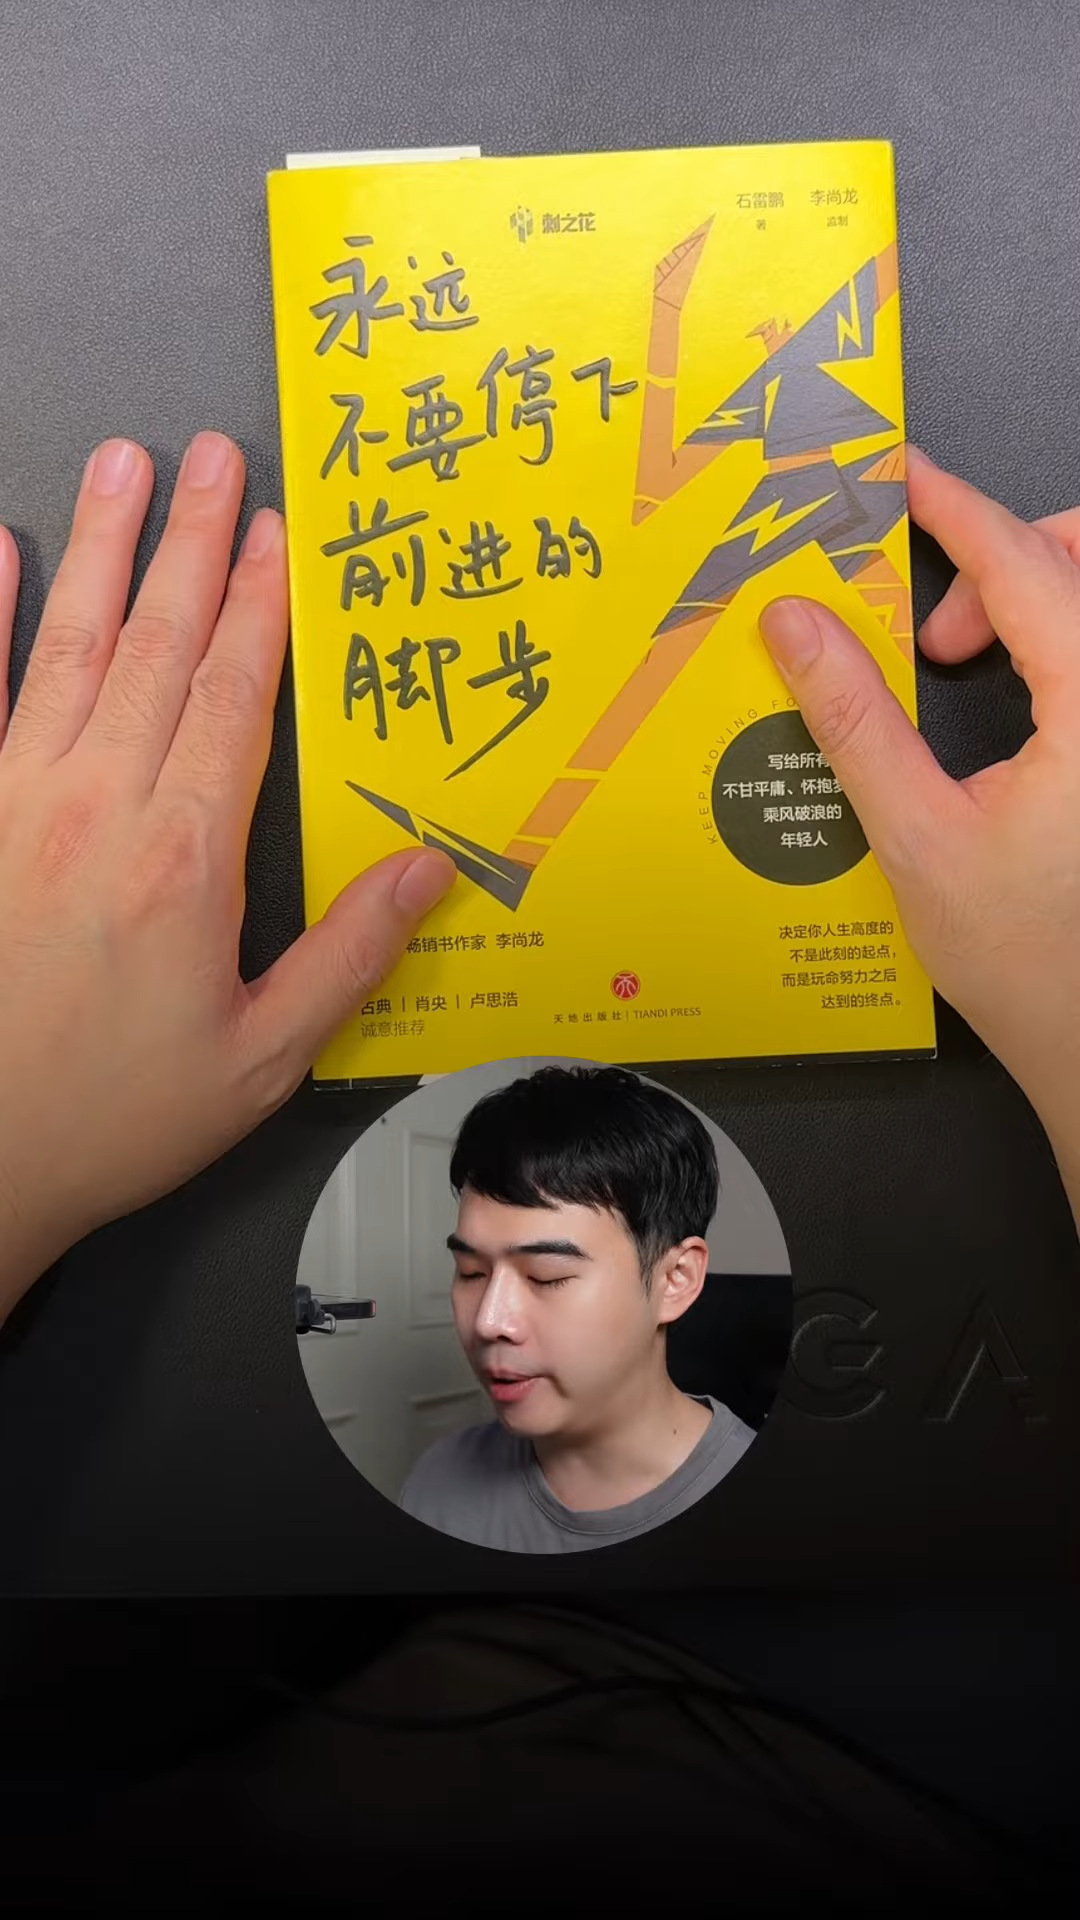 刺之花
石雷鹏 李尚龙
著 监制
永远
不要停下
前进的
脚步
KEEP MOVING FO
写给所有
不甘平庸、怀抱梦
乘风破浪的
年轻人
畅销书作家 李尚龙
古典 | 肖央 | 卢思浩
诚意推荐
天地出版社 | TIANDI PRESS
决定你人生高度的
不是此刻的起点，
而是玩命努力之后
达到的终点。
GA